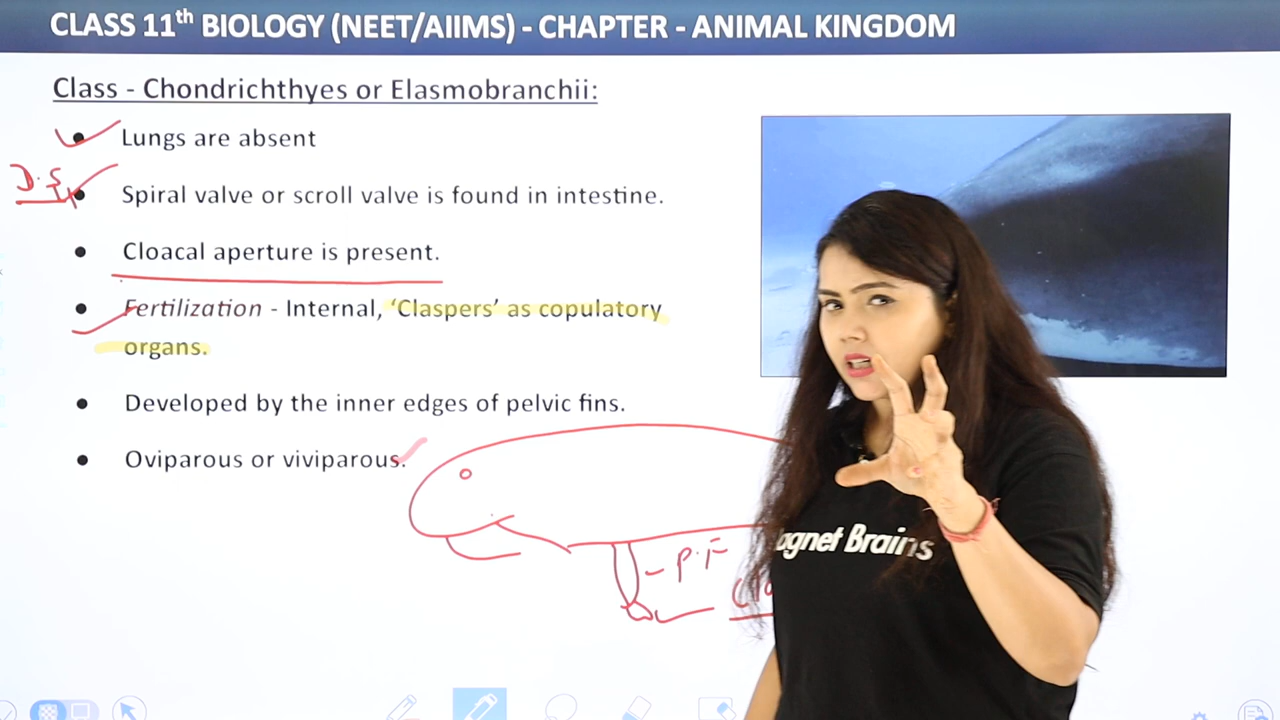 CLASS 11th BIOLOGY (NEET/AIIMS) - CHAPTER - ANIMAL KINGDOM
Class - Chondrichthyes or Elasmobranchii:
• Lungs are absent
D.S
• Spiral valve or scroll valve is found in intestine.
• Cloacal aperture is present.
• Fertilization - Internal, ‘Claspers’ as copulatory
organs.
• Developed by the inner edges of pelvic fins.
• Oviparous or viviparous.
agnet Brains
- P.F